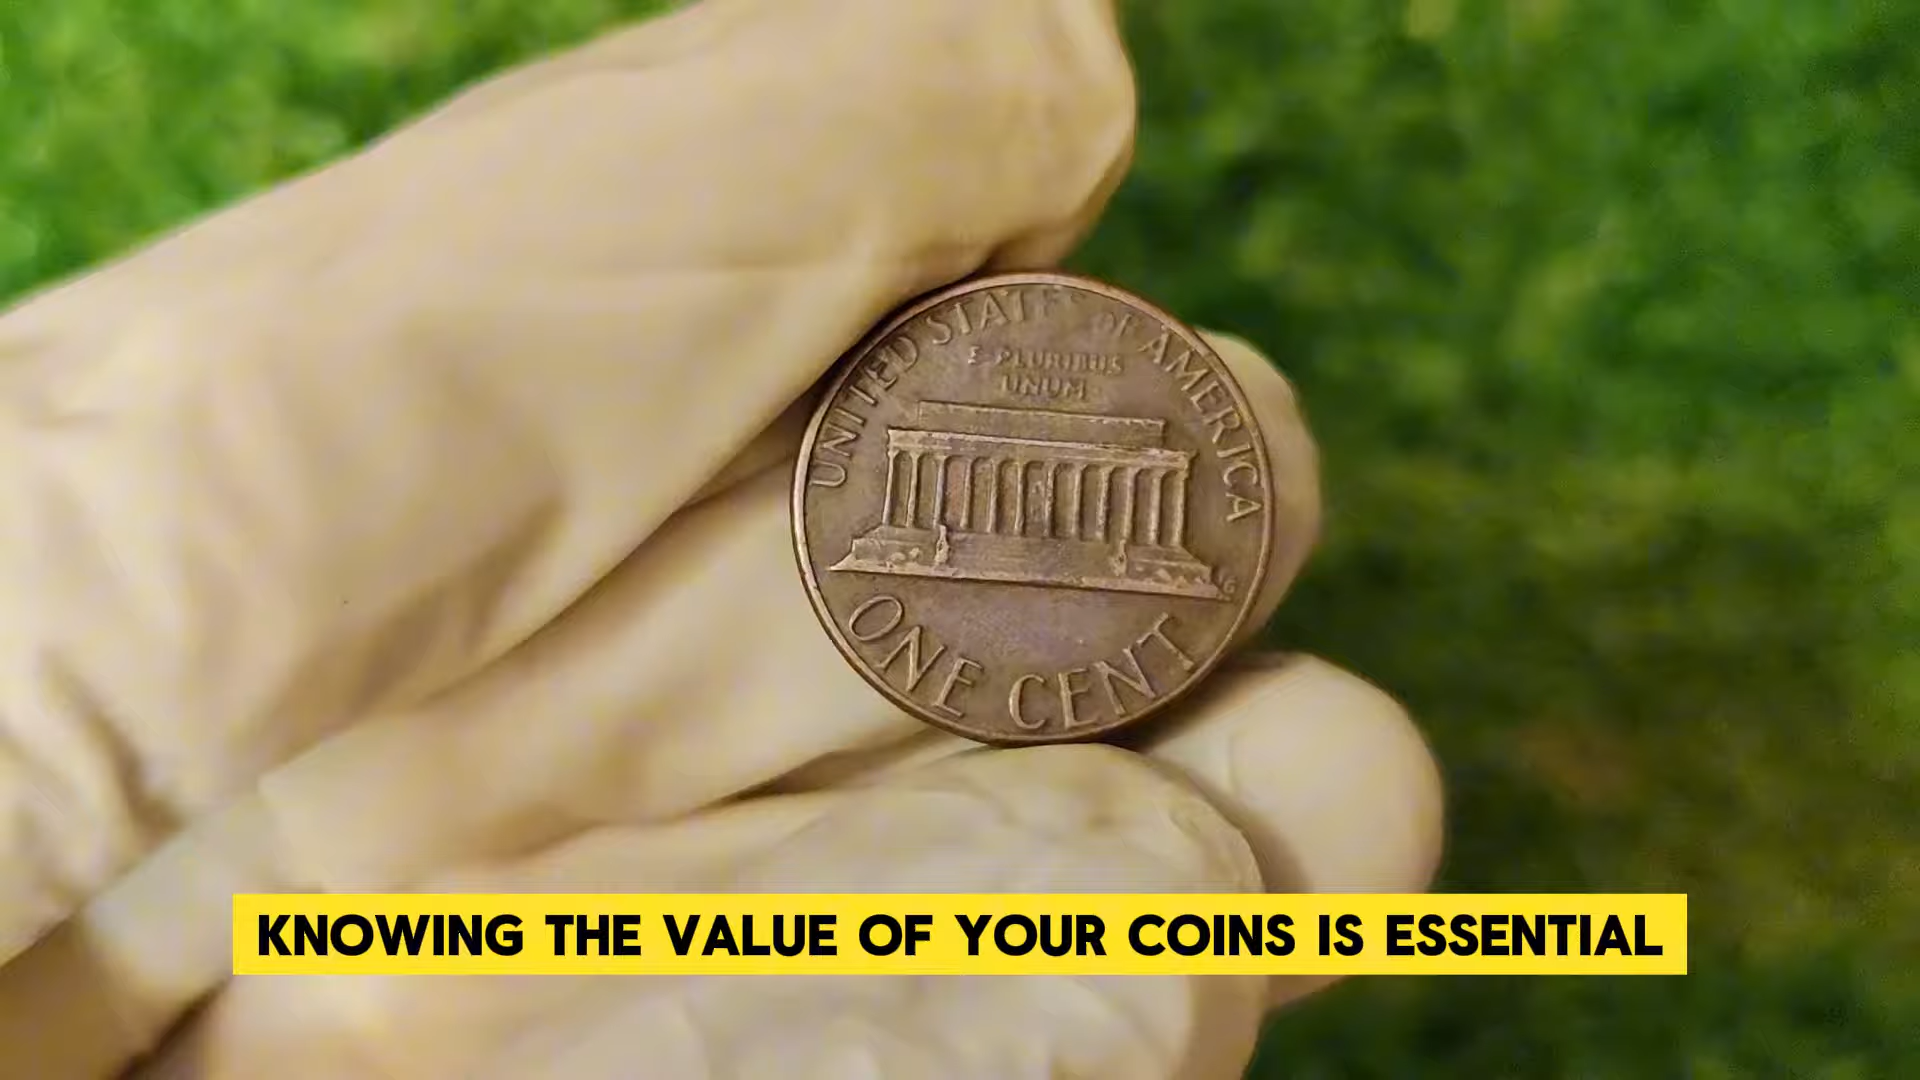 UNITED STATES OF AMERICA
E PLURIBUS
UNUM
ONE CENT
KNOWING THE VALUE OF YOUR COINS IS ESSENTIAL